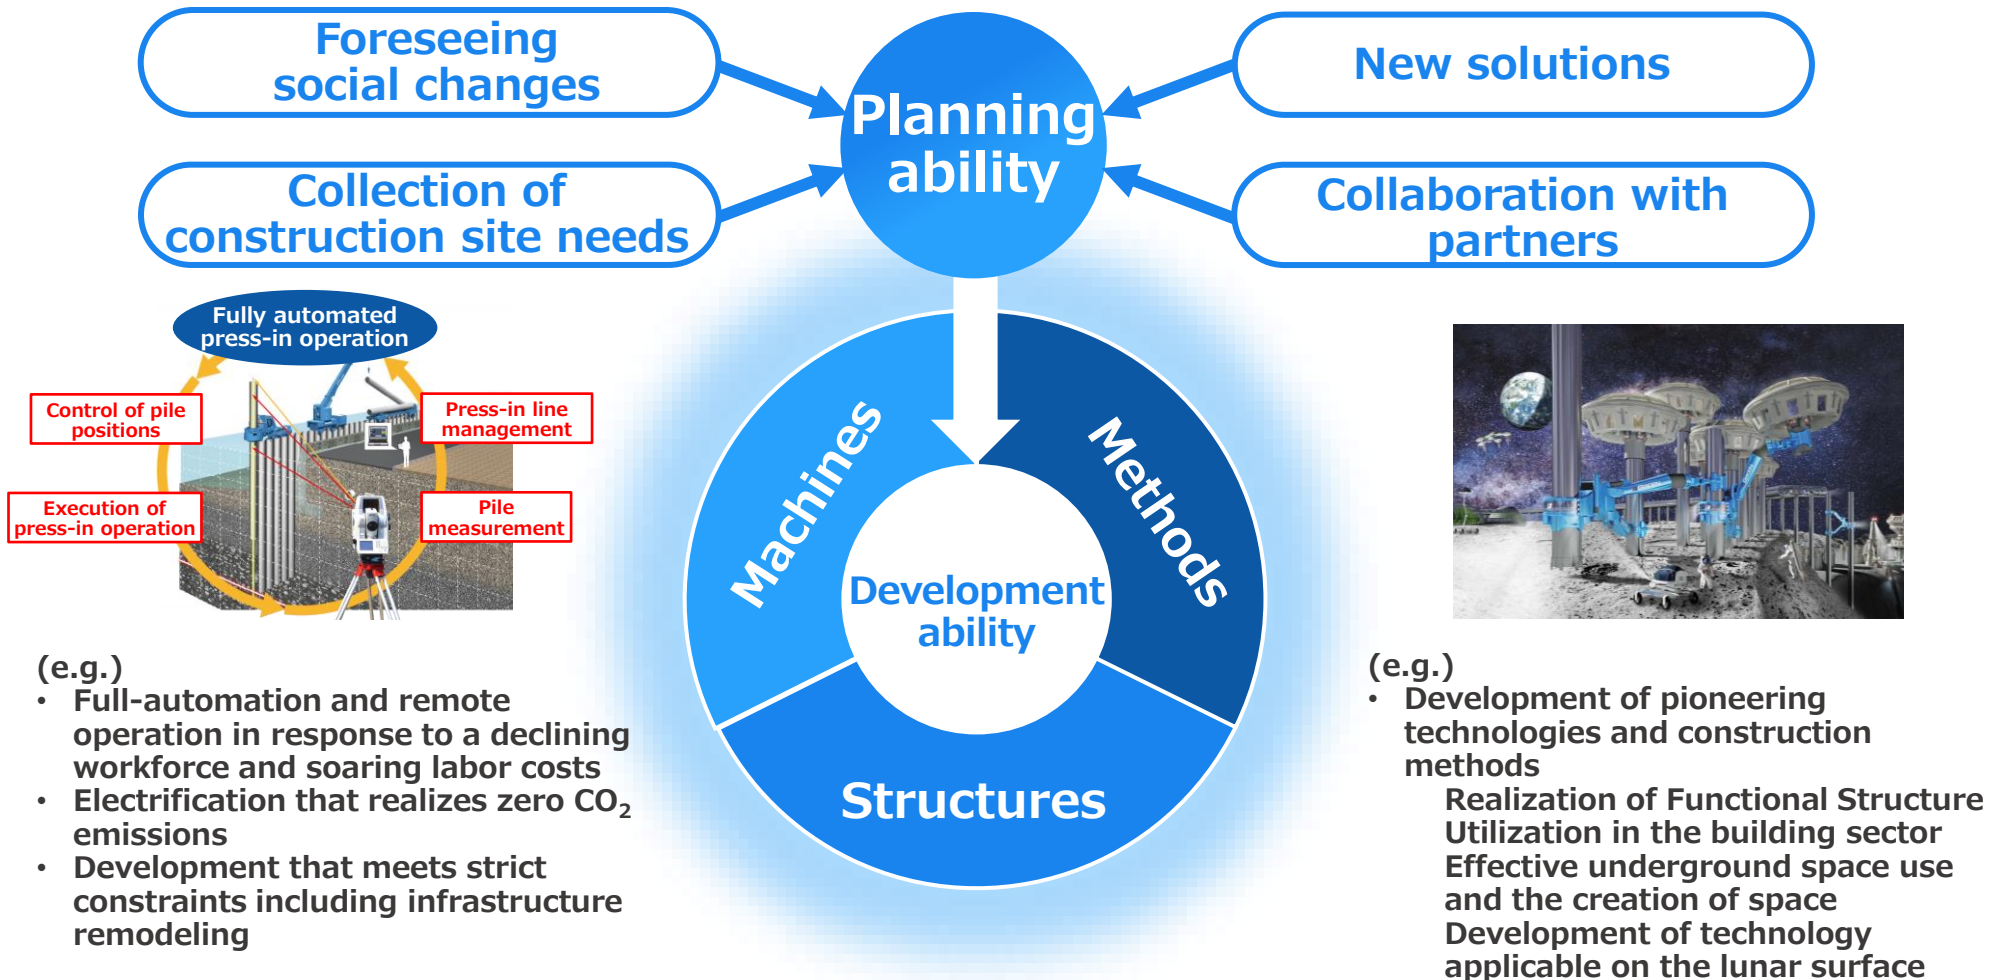 Foreseeing
social changes
Collection of
construction site needs
Planning
ability
New solutions
Collaboration with
partners
Fully automated
press-in operation
Control of pile
positions
Press-in line
management
Execution of
press-in operation
Pile
measurement
Machines
Methods
Structures
Development
ability
(e.g.)
• Full-automation and remote
operation in response to a declining
workforce and soaring labor costs
• Electrification that realizes zero CO₂
emissions
• Development that meets strict
constraints including infrastructure
remodeling
(e.g.)
• Development of pioneering
technologies and construction
methods
Realization of Functional Structure
Utilization in the building sector
Effective underground space use
and the creation of space
Development of technology
applicable on the lunar surface